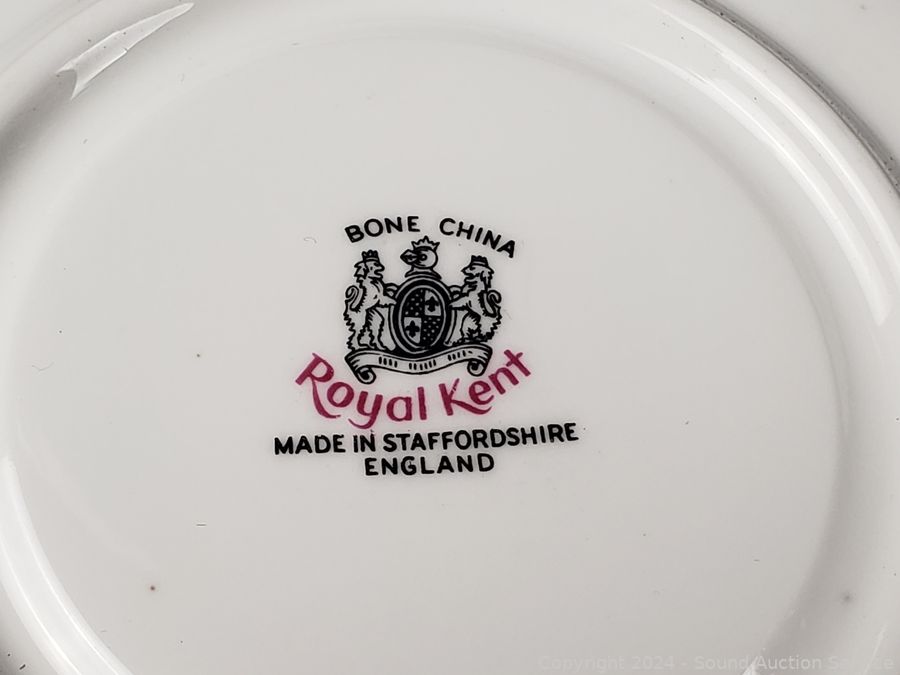 BONE CHINA
Royal Kent
MADE IN STAFFORDSHIRE
ENGLAND
Copyright 2024 - Sound Auction Service